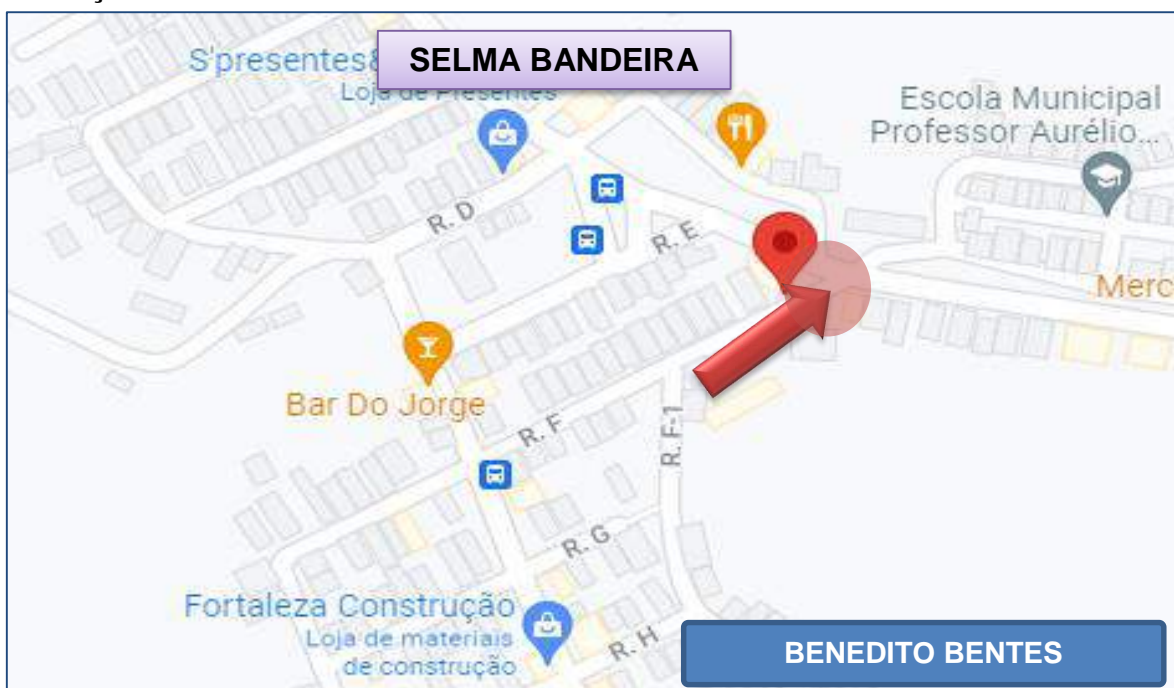 SELMA BANDEIRA
S'presentes&
Loja de Presentes
Escola Municipal
Professor Aurélio...
R. D
R. E
Merc
Bar Do Jorge
R. F
R. F-1
R. G
Fortaleza Construção
Loja de materiais
de construção
R. H
BENEDITO BENTES